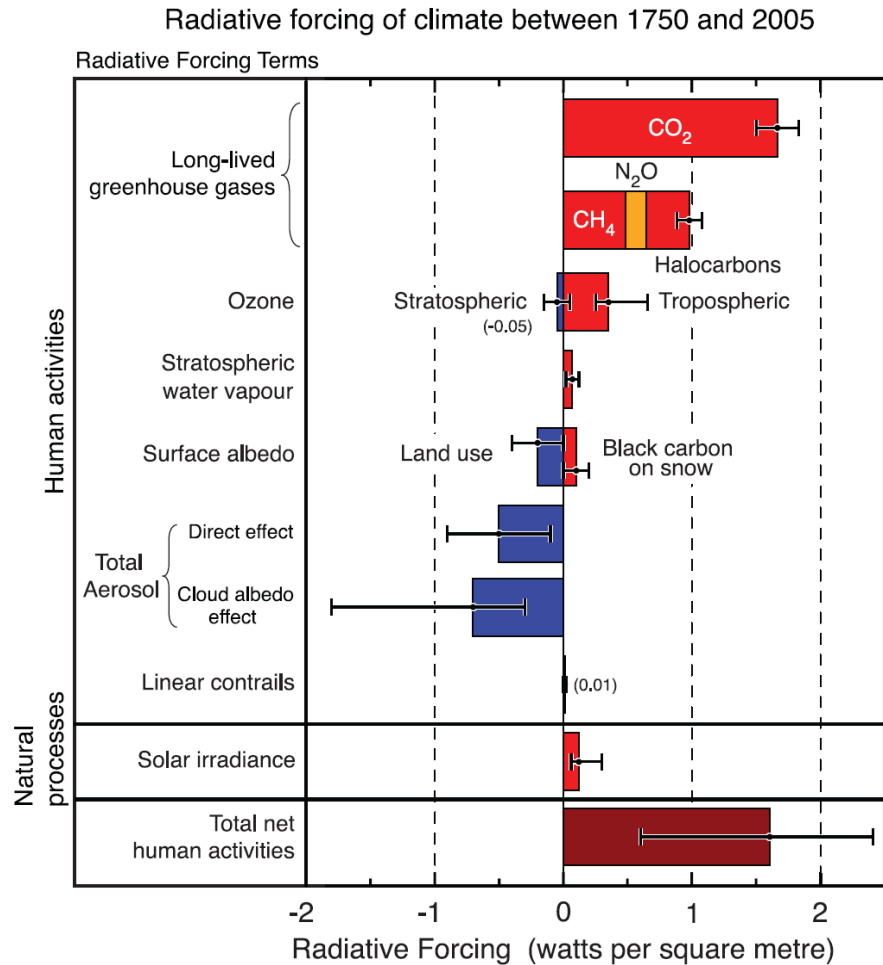 Radiative forcing of climate between 1750 and 2005
Radiative Forcing Terms
Human activities
Long-lived
greenhouse gases
CO₂
N₂O
CH₄
Halocarbons
Ozone
Stratospheric
(-0.05)
Tropospheric
Stratospheric
water vapour
Surface albedo
Land use
Black carbon
on snow
Total
Aerosol
Direct effect
Cloud albedo
effect
Linear contrails
(0.01)
Natural
processes
Solar irradiance
Total net
human activities
-2 -1 0 1 2
Radiative Forcing (watts per square metre)